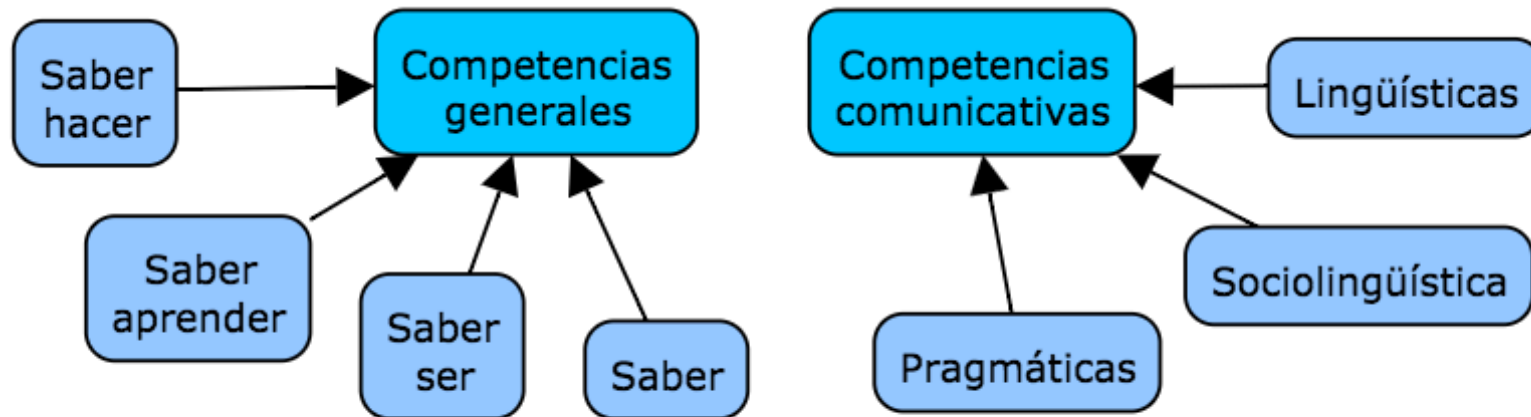 Saber
hacer
Competencias
generales
Saber
aprender
Saber
ser
Saber
Competencias
comunicativas
Lingüísticas
Sociolingüística
Pragmáticas